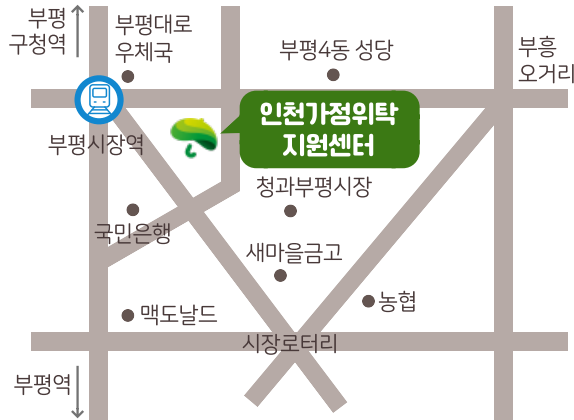 부평
구청역
부평대로
우체국
부평4동 성당
부흥
오거리
인천가정위탁
지원센터
부평시장역
청과부평시장
국민은행
새마을금고
농협
맥도날드
시장로터리
부평역